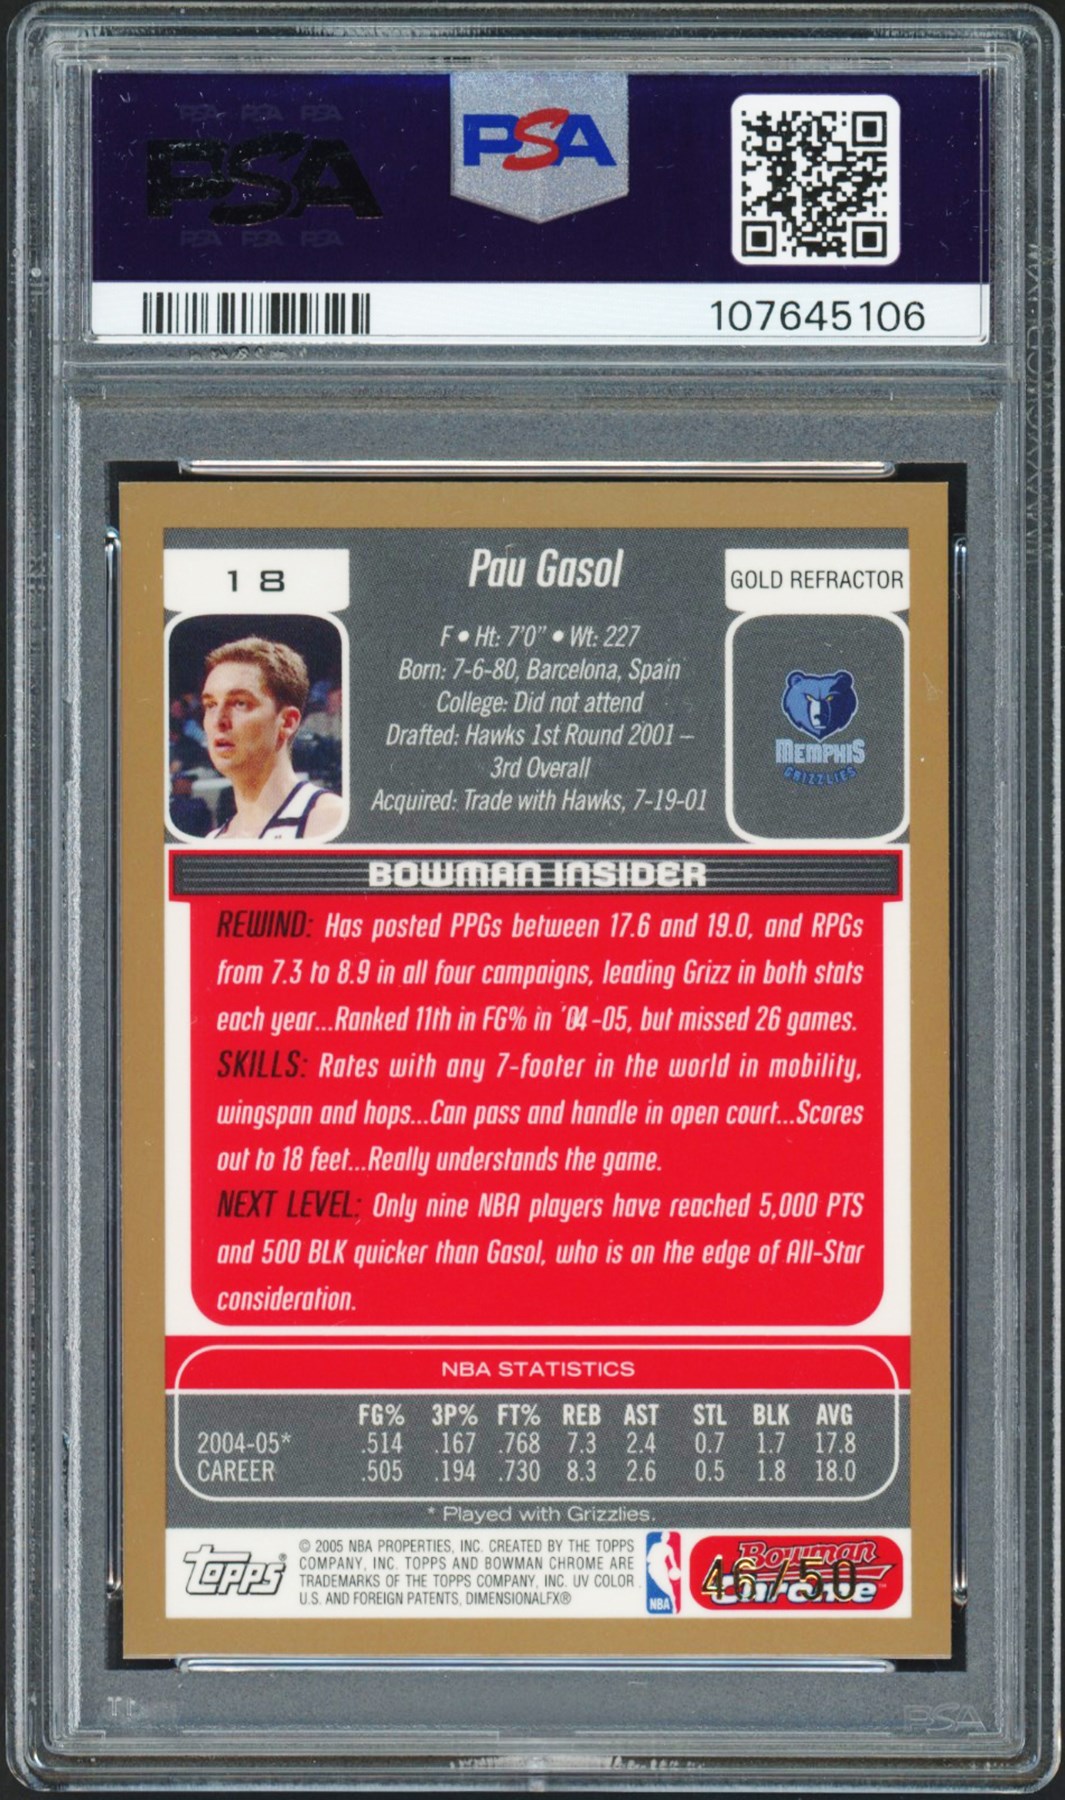 PSA PSA PSA
PSA
PSA PSA PSA
PSA
107645106
18
Pau Gasol
GOLD REFRACTOR
F • Ht: 7'0" • Wt: 227
Born: 7-6-80, Barcelona, Spain
College: Did not attend
Drafted: Hawks 1st Round 2001 –
3rd Overall
Acquired: Trade with Hawks, 7-19-01
MEMPHIS
GRIZZLIES
BOWMAN INSIDER
REWIND: Has posted PPGs between 17.6 and 19.0, and RPGs
from 7.3 to 8.9 in all four campaigns, leading Grizz in both stats
each year...Ranked 11th in FG% in '04-05, but missed 26 games.
SKILLS: Rates with any 7-footer in the world in mobility,
wingspan and hops...Can pass and handle in open court...Scores
out to 18 feet...Really understands the game.
NEXT LEVEL: Only nine NBA players have reached 5,000 PTS
and 500 BLK quicker than Gasol, who is on the edge of All-Star
consideration.
NBA STATISTICS
FG% 3P% FT% REB AST STL BLK AVG
2004-05* .514 .167 .768 7.3 2.4 0.7 1.7 17.8
CAREER .505 .194 .730 8.3 2.6 0.5 1.8 18.0
* Played with Grizzlies.
Topps®
© 2005 NBA PROPERTIES, INC. CREATED BY THE TOPPS
COMPANY, INC. TOPPS AND BOWMAN CHROME ARE
TRADEMARKS OF THE TOPPS COMPANY, INC. UV COLOR.
U.S. AND FOREIGN PATENTS, DIMENSIONALFX®
NBA
Bowman
Chrome
46/50
PSA